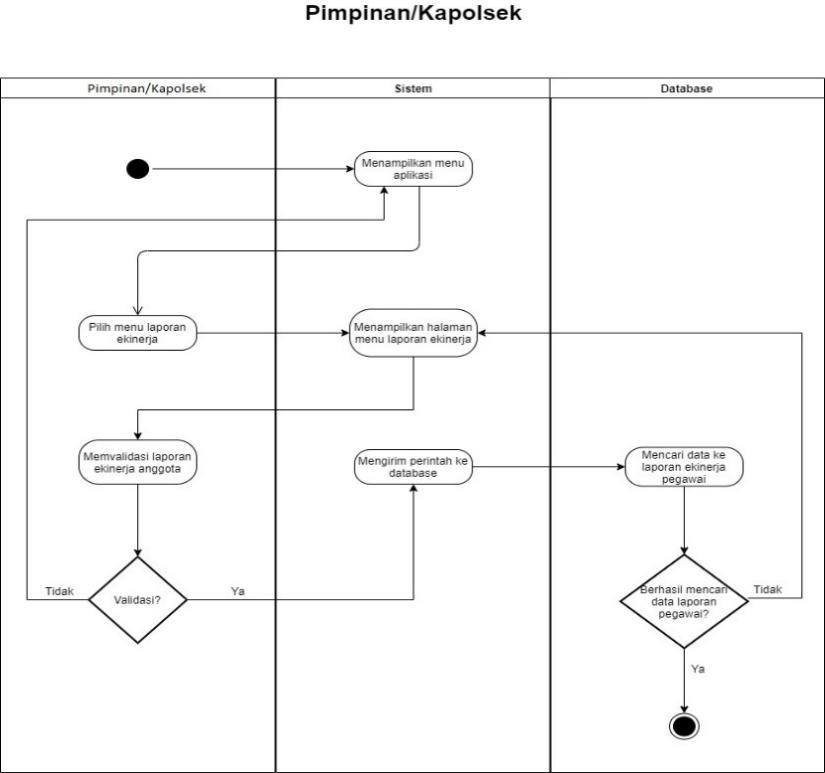 Pimpinan/Kapolsek
Pimpinan/Kapolsek
Sistem
Database
Menampilkan menu
aplikasi
Pilih menu laporan
ekinerja
Menampilkan halaman
menu laporan ekinerja
Memvalidasi laporan
ekinerja anggota
Mengirim perintah ke
database
Mencari data ke
laporan ekinerja
pegawai
Tidak
Validasi?
Ya
Berhasil mencari
data laporan
pegawai?
Tidak
Ya